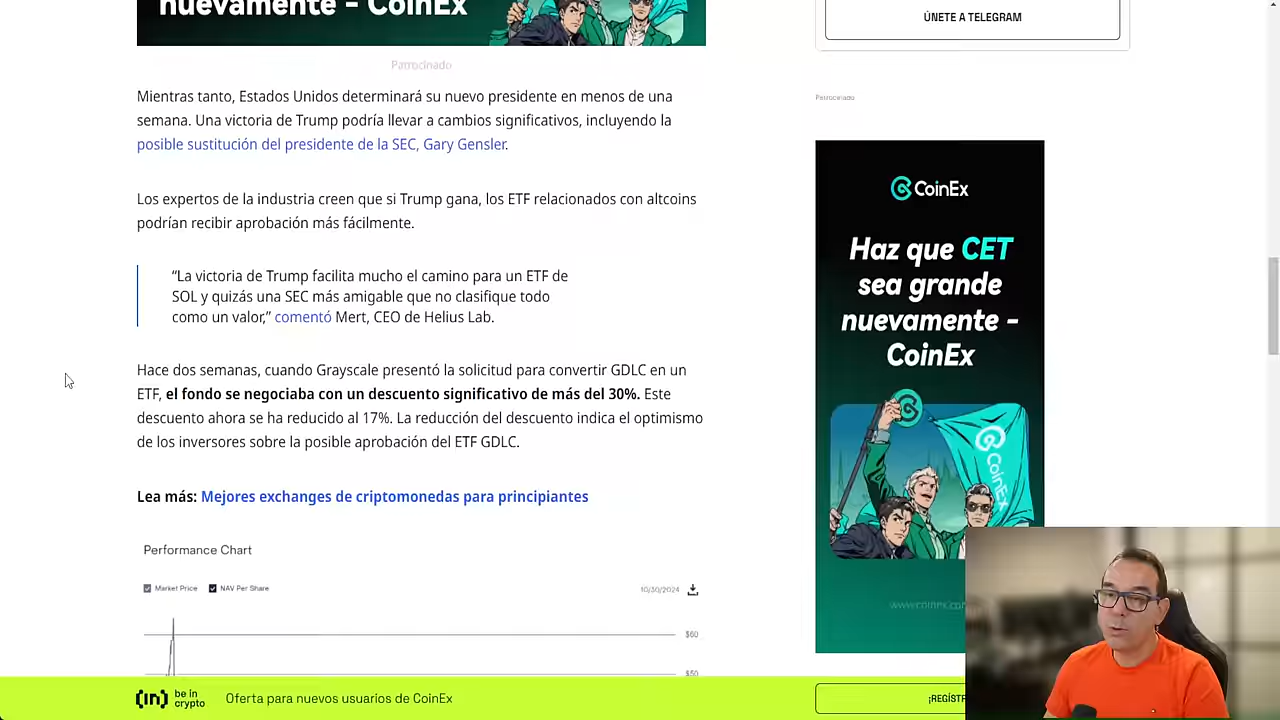 nuevamente - CoinEx
Patrocinado
Mientras tanto, Estados Unidos determinará su nuevo presidente en menos de una
semana. Una victoria de Trump podría llevar a cambios significativos, incluyendo la
posible sustitución del presidente de la SEC, Gary Gensler.
Los expertos de la industria creen que si Trump gana, los ETF relacionados con altcoins
podrían recibir aprobación más fácilmente.
“La victoria de Trump facilita mucho el camino para un ETF de
SOL y quizás una SEC más amigable que no clasifique todo
como un valor,” comentó Mert, CEO de Helius Lab.
Hace dos semanas, cuando Grayscale presentó la solicitud para convertir GDLC en un
ETF, el fondo se negociaba con un descuento significativo de más del 30%. Este
descuento ahora se ha reducido al 17%. La reducción del descuento indica el optimismo
de los inversores sobre la posible aprobación del ETF GDLC.
Lea más: Mejores exchanges de criptomonedas para principiantes
Performance Chart
Market Price NAV Per Share 10/30/2024
$60
$50
ÚNETE A TELEGRAM
Patrocinado
CoinEx
Haz que CET
sea grande
nuevamente -
CoinEx
CoinEx
www.coinex.co
be in
crypto
Oferta para nuevos usuarios de CoinEx
¡REGÍSTR